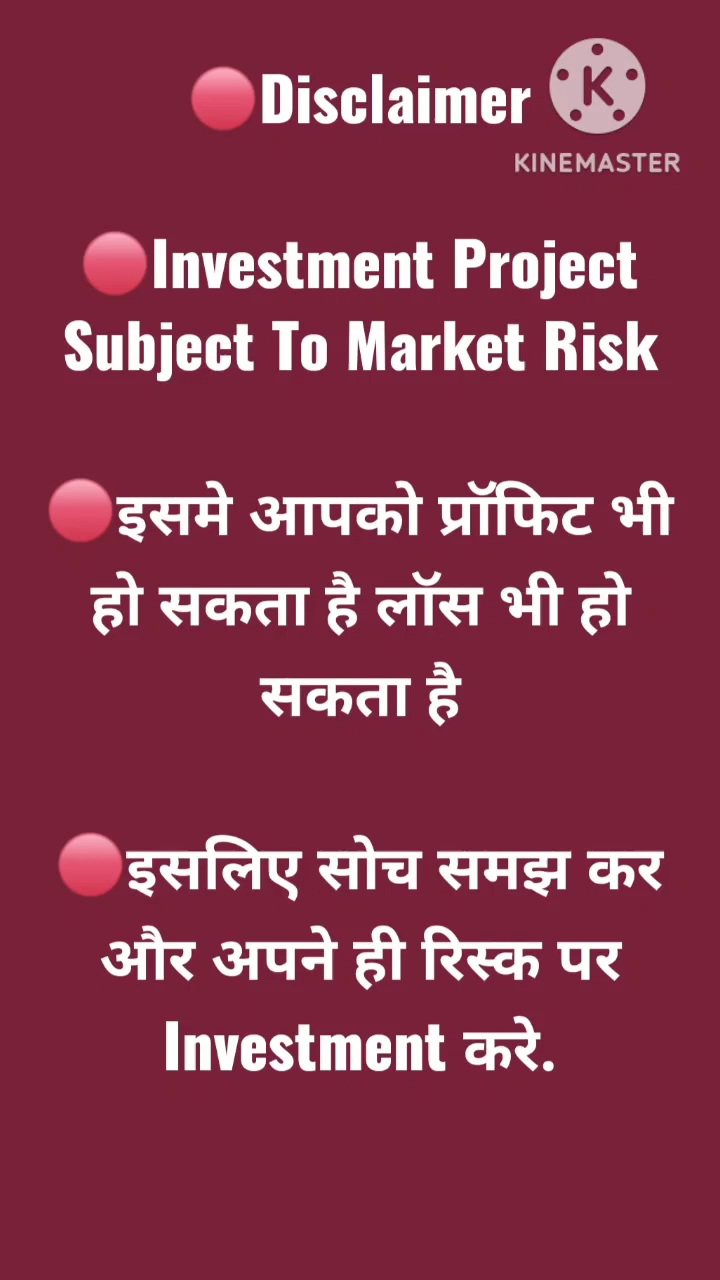 🔴Disclaimer
K
KINEMASTER
🔴Investment Project
Subject To Market Risk
🔴इसमे आपको प्रॉफिट भी
हो सकता है लॉस भी हो
सकता है
🔴इसलिए सोच समझ कर
और अपने ही रिस्क पर
Investment करे.